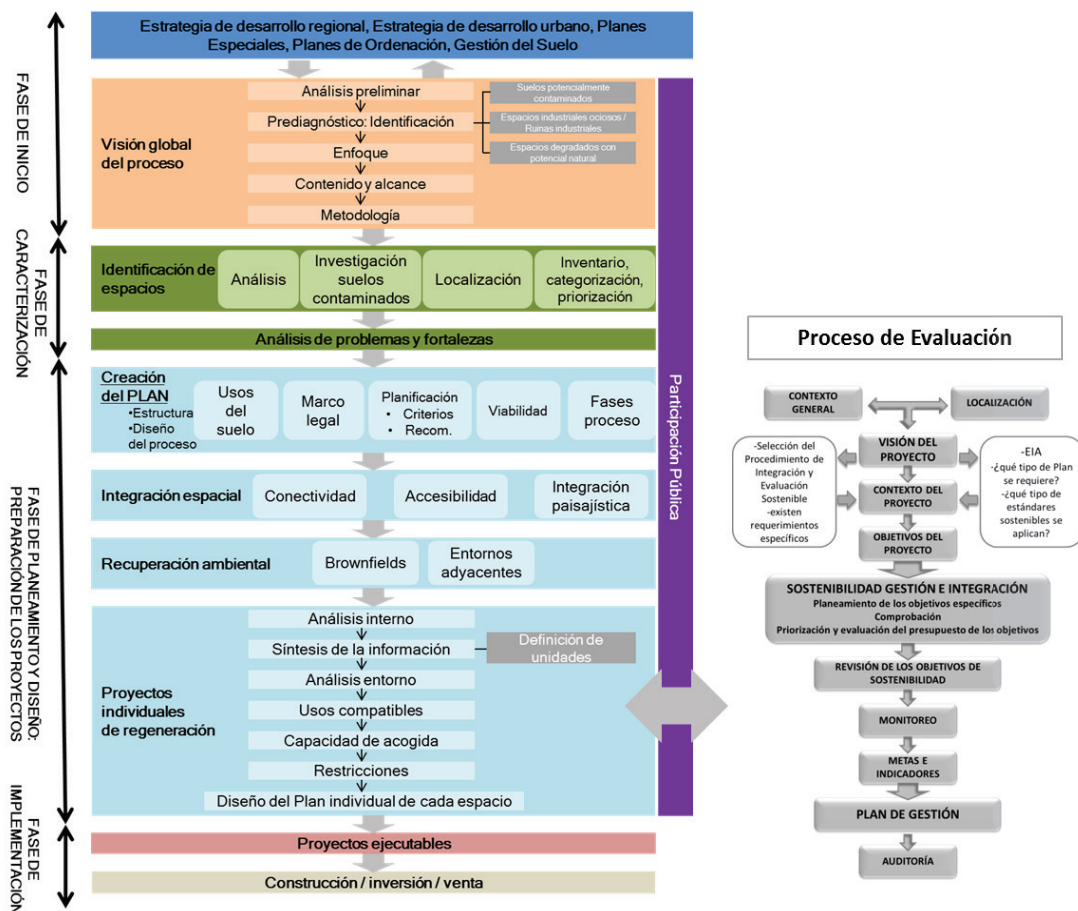 Estrategia de desarrollo regional, Estrategia de desarrollo urbano, Planes
Especiales, Planes de Ordenación, Gestión del Suelo
FASE DE INICIO
Visión global
del proceso
Análisis preliminar
Prediagnóstico: Identificación
Enfoque
Contenido y alcance
Metodología
Suelos potencialmente
contaminados
Espacios industriales ociosos /
Ruinas industriales
Espacios degradados con
potencial natural
FASE DE
CARACTERIZACIÓN
Identificación de
espacios
Análisis
Investigación
suelos
contaminados
Localización
Inventario,
categorización,
priorización
Análisis de problemas y fortalezas
FASE DE PLANEAMIENTO Y DISEÑO:
PREPARACIÓN DE LOS PROYECTOS
Creación
del PLAN
•Estructura
•Diseño
del proceso
Usos
del
suelo
Marco
legal
Planificación
• Criterios
• Recom.
Viabilidad
Fases
proceso
Integración espacial
Conectividad
Accesibilidad
Integración
paisajística
Recuperación ambiental
Brownfields
Entornos
adyacentes
Proyectos
individuales
de regeneración
Análisis interno
Síntesis de la información
Definición de
unidades
Análisis entorno
Usos compatibles
Capacidad de acogida
Restricciones
Diseño del Plan individual de cada espacio
FASE DE
IMPLEMENTACIÓN
Proyectos ejecutables
Construcción / inversión / venta
Participación Pública
Proceso de Evaluación
CONTEXTO
GENERAL
LOCALIZACIÓN
VISIÓN DEL
PROYECTO
-Selección del
Procedimiento de
Integración y
Evaluación
Sostenible
-existen
requerimientos
específicos
-EIA
-¿qué tipo de Plan
se requiere?
-¿qué tipo de
estándares
sostenibles se
aplican?
CONTEXTO DEL
PROYECTO
OBJETIVOS DEL
PROYECTO
SOSTENIBILIDAD GESTIÓN E INTEGRACIÓN
Planeamiento de los objetivos específicos
Comprobación
Priorización y evaluación del presupuesto de los objetivos
REVISIÓN DE LOS OBJETIVOS DE
SOSTENIBILIDAD
MONITOREO
METAS E
INDICADORES
PLAN DE GESTIÓN
AUDITORÍA